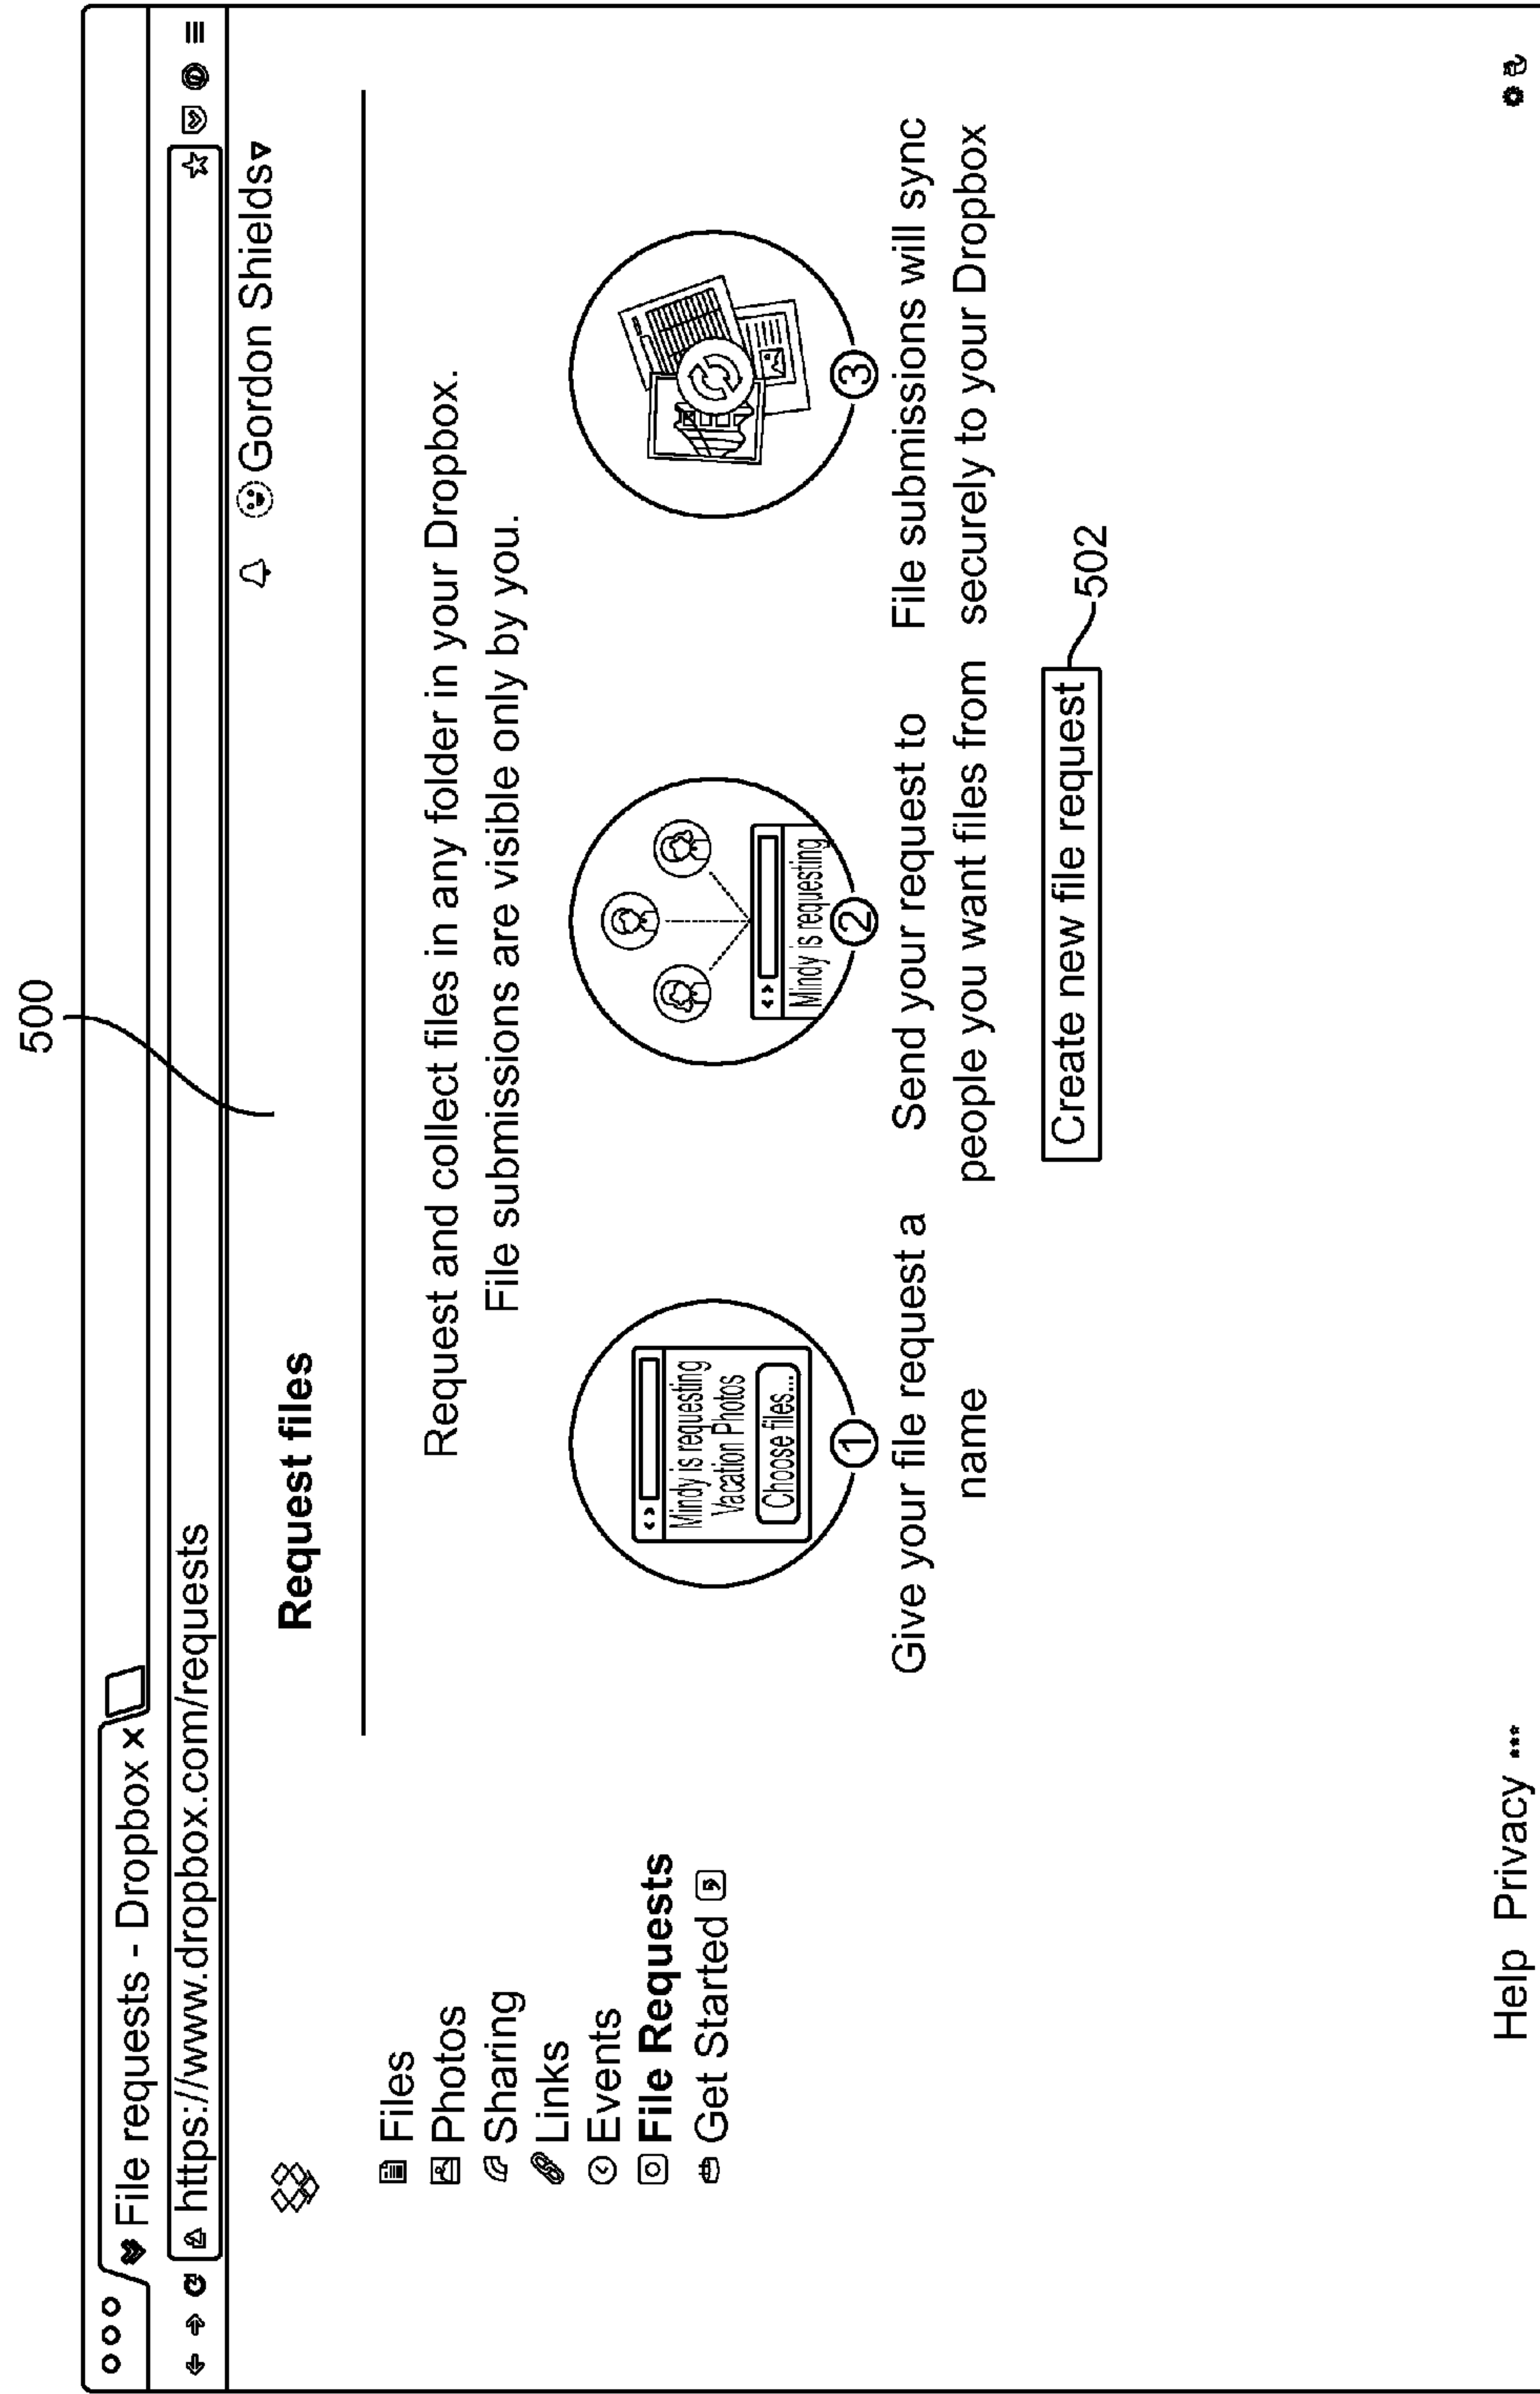 500
File requests - Dropbox x
https://www.dropbox.com/requests
Gordon Shields
Request files
Files
Photos
Sharing
Links
Events
File Requests
Get Started
Request and collect files in any folder in your Dropbox.
File submissions are visible only by you.
Mindy is requesting
Vacation Photos
Choose files...
1
Give your file request a
name
Mindy is requesting
2
Send your request to
people you want files from
3
File submissions will sync
securely to your Dropbox
Create new file request
502
Help Privacy